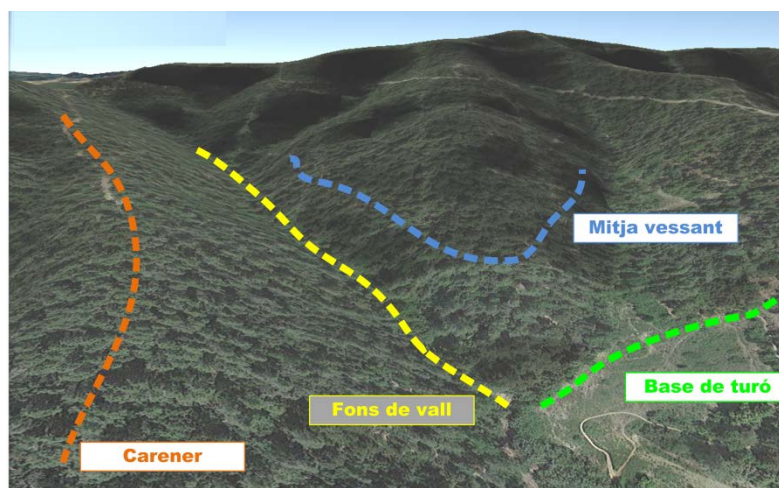 Mitja vessant
Base de turó
Fons de vall
Carener